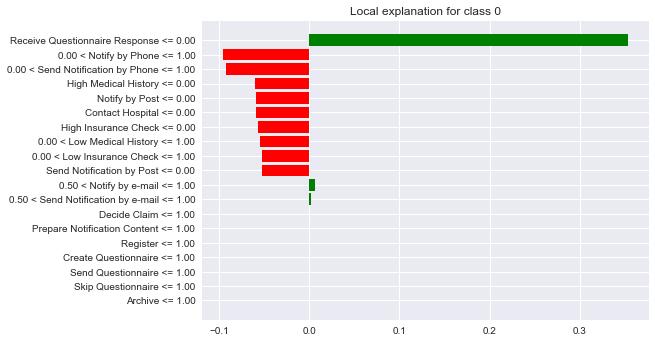 Local explanation for class 0
Receive Questionnaire Response <= 0.00
0.00 < Notify by Phone <= 1.00
0.00 < Send Notification by Phone <= 1.00
High Medical History <= 0.00
Notify by Post <= 0.00
Contact Hospital <= 0.00
High Insurance Check <= 0.00
0.00 < Low Medical History <= 1.00
0.00 < Low Insurance Check <= 1.00
Send Notification by Post <= 0.00
0.50 < Notify by e-mail <= 1.00
0.50 < Send Notification by e-mail <= 1.00
Decide Claim <= 1.00
Prepare Notification Content <= 1.00
Register <= 1.00
Create Questionnaire <= 1.00
Send Questionnaire <= 1.00
Skip Questionnaire <= 1.00
Archive <= 1.00
−0.1 0.0 0.1 0.2 0.3